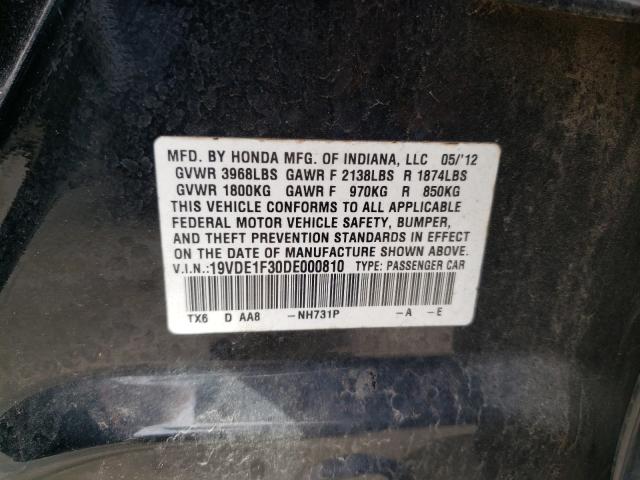 MFD. BY HONDA MFG. OF INDIANA, LLC 05/'12
GVWR 3968LBS GAWR F 2138LBS R 1874LBS
GVWR 1800KG GAWR F 970KG R 850KG
THIS VEHICLE CONFORMS TO ALL APPLICABLE
FEDERAL MOTOR VEHICLE SAFETY, BUMPER,
AND THEFT PREVENTION STANDARDS IN EFFECT
ON THE DATE OF MANUFACTURE SHOWN ABOVE.
V.I.N.:19VDE1F30DE000810 TYPE: PASSENGER CAR
TX6 D AA8 -NH731P -A -E